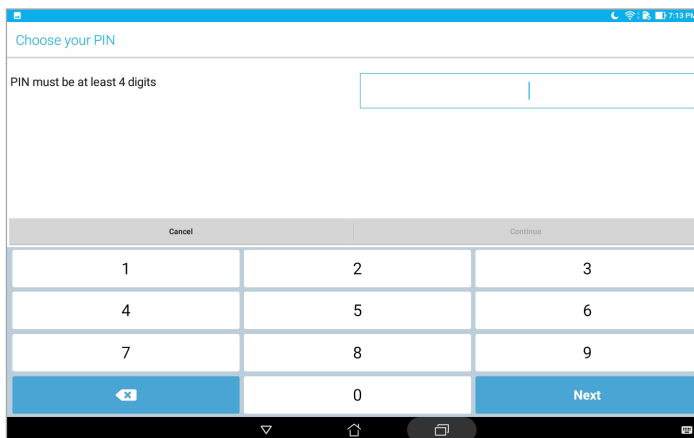 7:13 PM
Choose your PIN
PIN must be at least 4 digits
Cancel Continue
1 2 3
4 5 6
7 8 9
0 Next